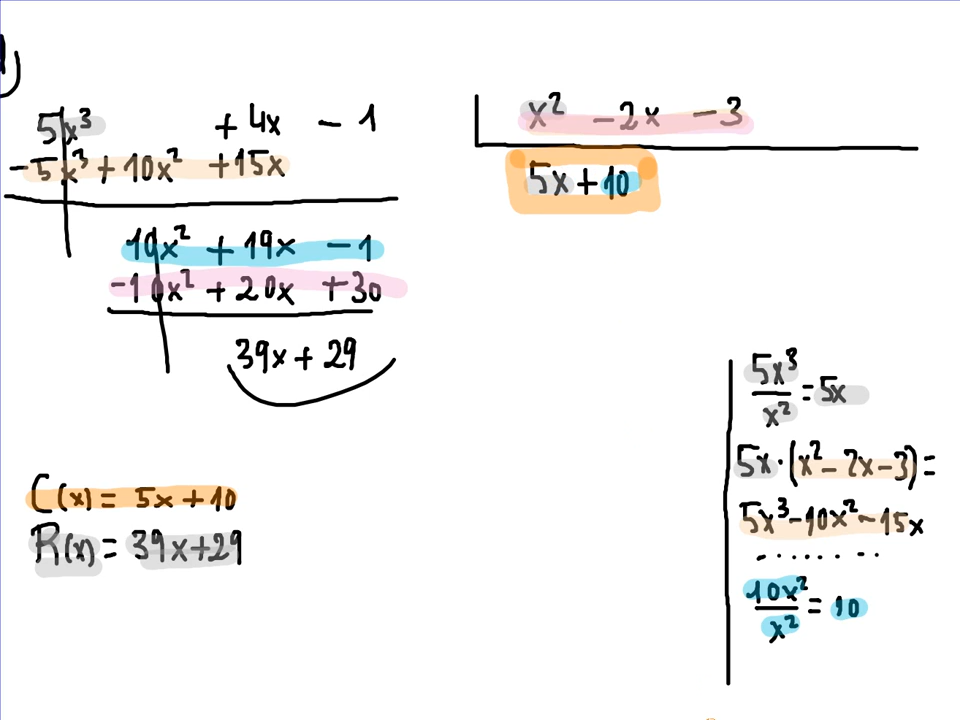 5x³ + 4x - 1
x² - 2x - 3
-5x³ + 10x² + 15x
5x + 10
10x² + 19x - 1
-10x² + 20x + 30
39x + 29
5x³/x² = 5x
5x·(x² - 2x - 3) =
5x³ - 10x² - 15x
........
10x²/x² = 10
C(x) = 5x + 10
R(x) = 39x + 29